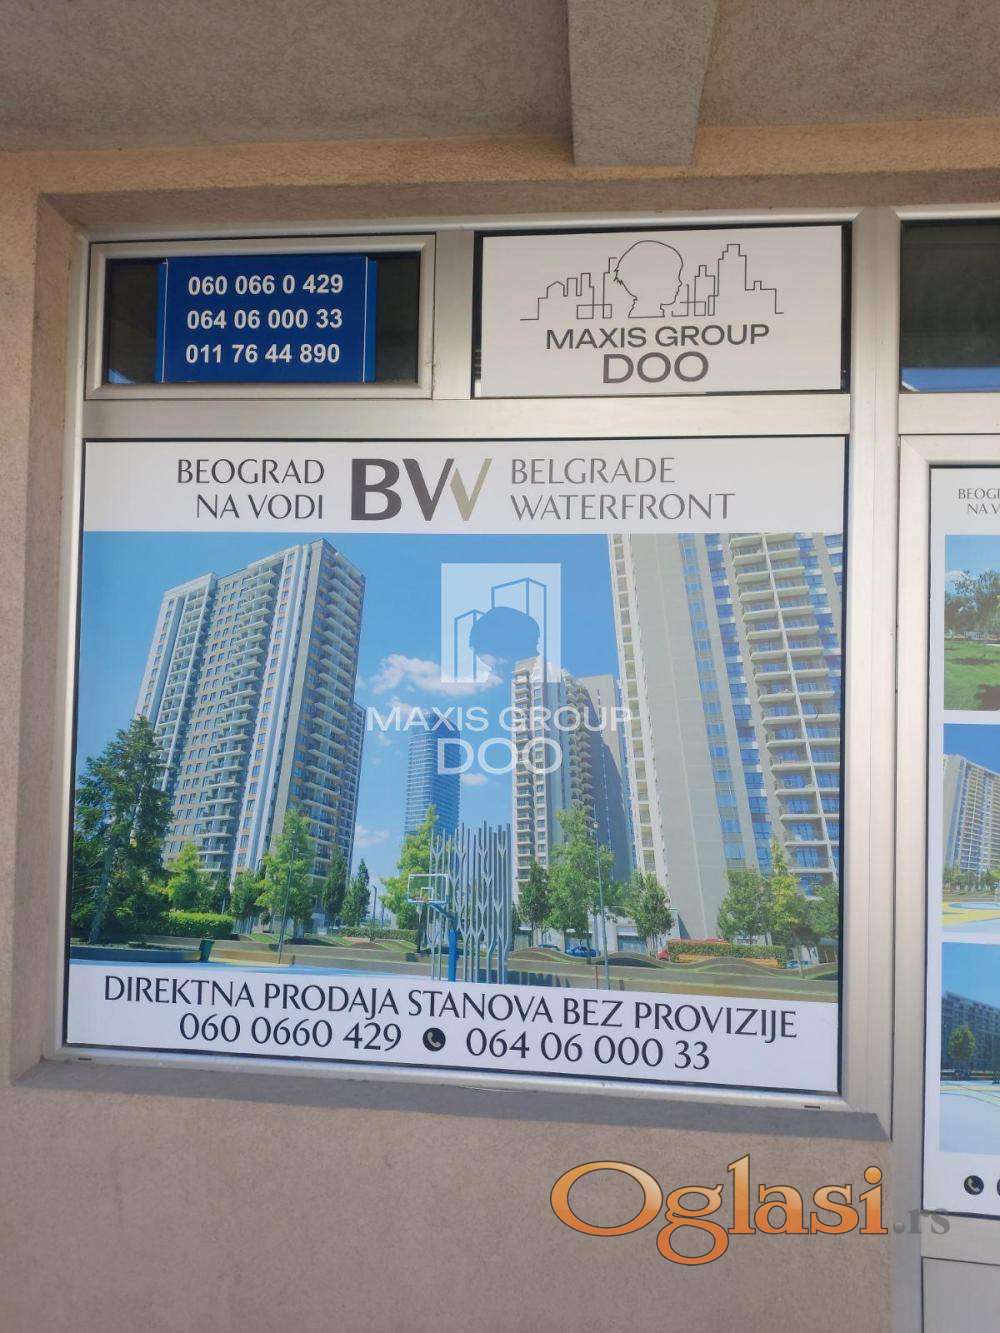 060 066 0 429
064 06 000 33
011 76 44 890
MAXIS GROUP
DOO
BEOGRAD
NA VODI
BW
BELGRADE
WATERFRONT
MAXIS GROUP
DOO
DIREKTNA PRODAJA STANOVA BEZ PROVIZIJE
060 0660 429 064 06 000 33
NA
Oglasi.rs